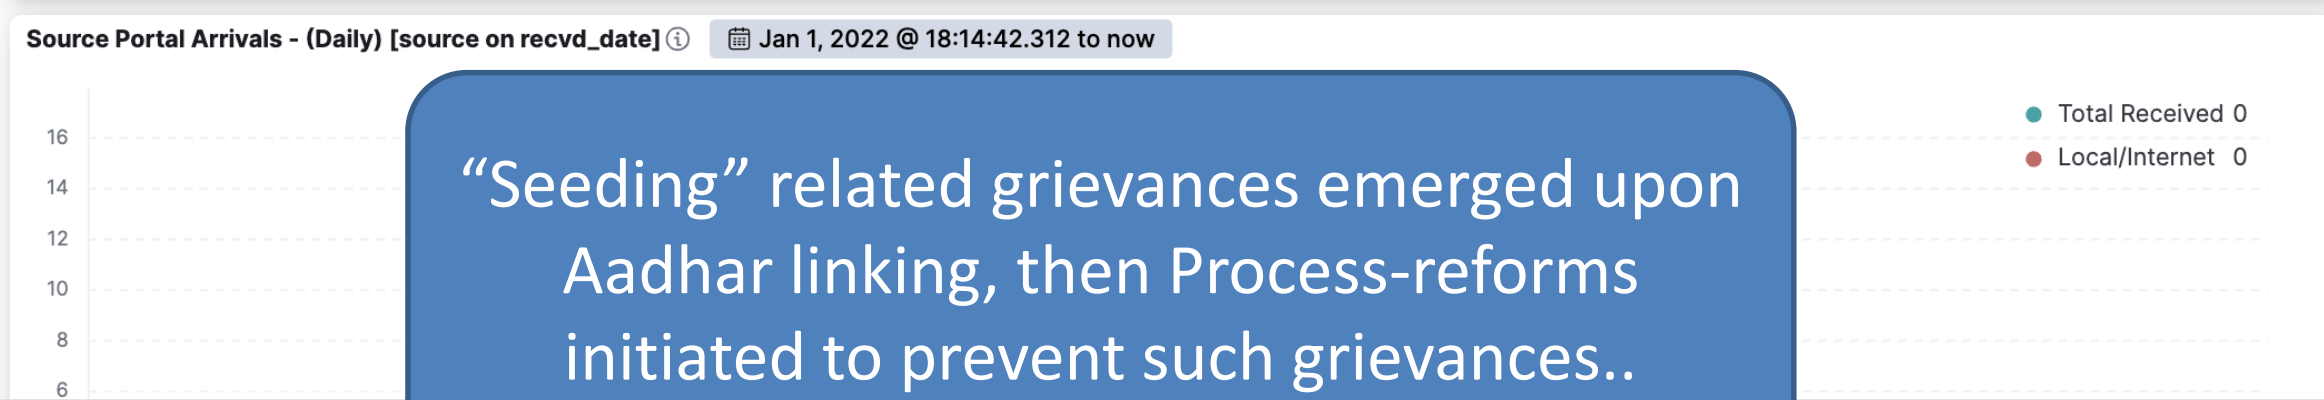 Source Portal Arrivals - (Daily) [source on recvd_date] Jan 1, 2022 @ 18:14:42.312 to now
Total Received 0
Local/Internet 0
16
14
12
10
8
6
“Seeding” related grievances emerged upon
Aadhar linking, then Process-reforms
initiated to prevent such grievances..